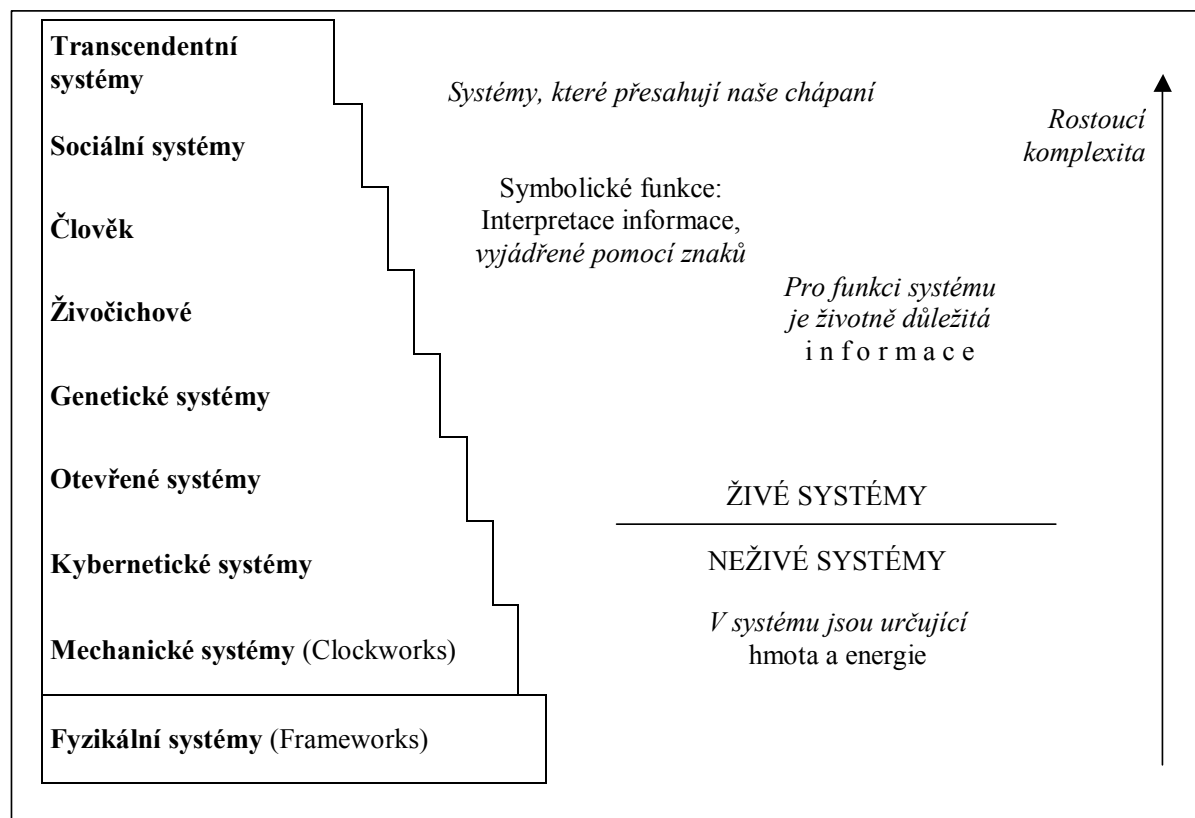 Transcendentní
systémy
Systémy, které přesahují naše chápaní
Rostoucí
komplexita
Sociální systémy
Symbolické funkce:
Interpretace informace,
vyjádřené pomocí znaků
Člověk
Pro funkci systému
je životně důležitá
i n f o r m a c e
Živočichové
Genetické systémy
Otevřené systémy
ŽIVÉ SYSTÉMY
NEŽIVÉ SYSTÉMY
Kybernetické systémy
V systému jsou určující
hmota a energie
Mechanické systémy (Clockworks)
Fyzikální systémy (Frameworks)